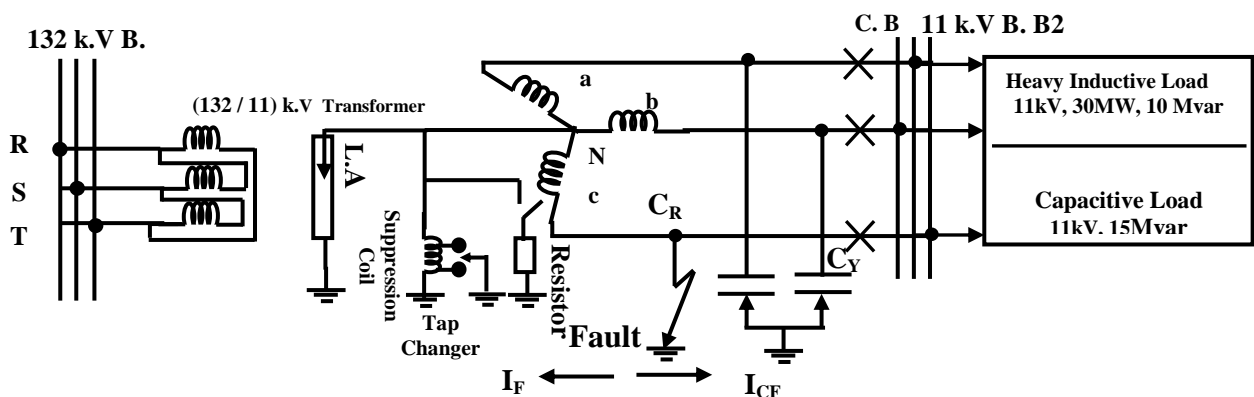 132 k.V B.
C. B
11 k.V B. B2
(132 / 11) k.V Transformer
R
S
T
L.A
Suppression
Coil
Tap
Changer
Resistor
a
b
N
c
C_R
C_Y
Fault
I_F
I_CF
Heavy Inductive Load
11kV, 30MW, 10 Mvar
Capacitive Load
11kV, 15Mvar